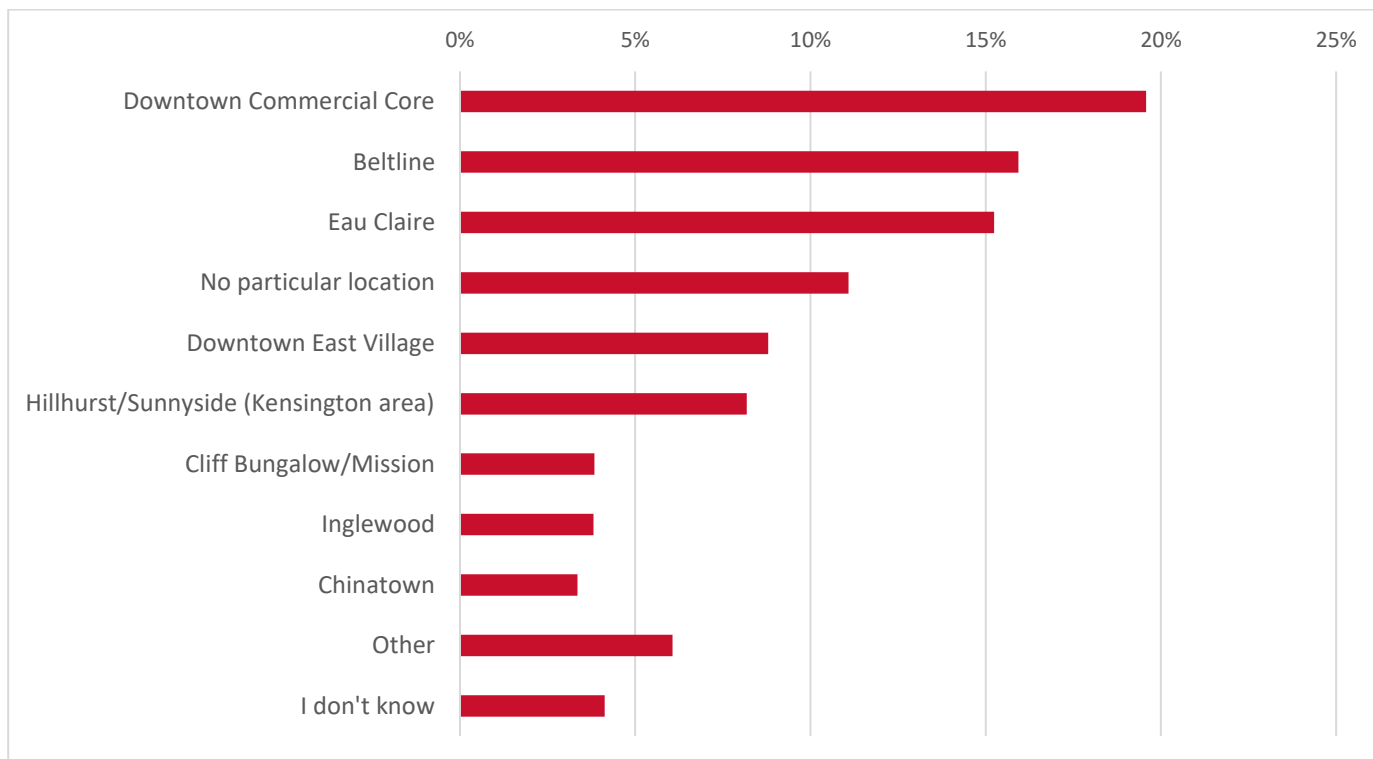 0% 5% 10% 15% 20% 25%
Downtown Commercial Core
Beltline
Eau Claire
No particular location
Downtown East Village
Hillhurst/Sunnyside (Kensington area)
Cliff Bungalow/Mission
Inglewood
Chinatown
Other
I don't know